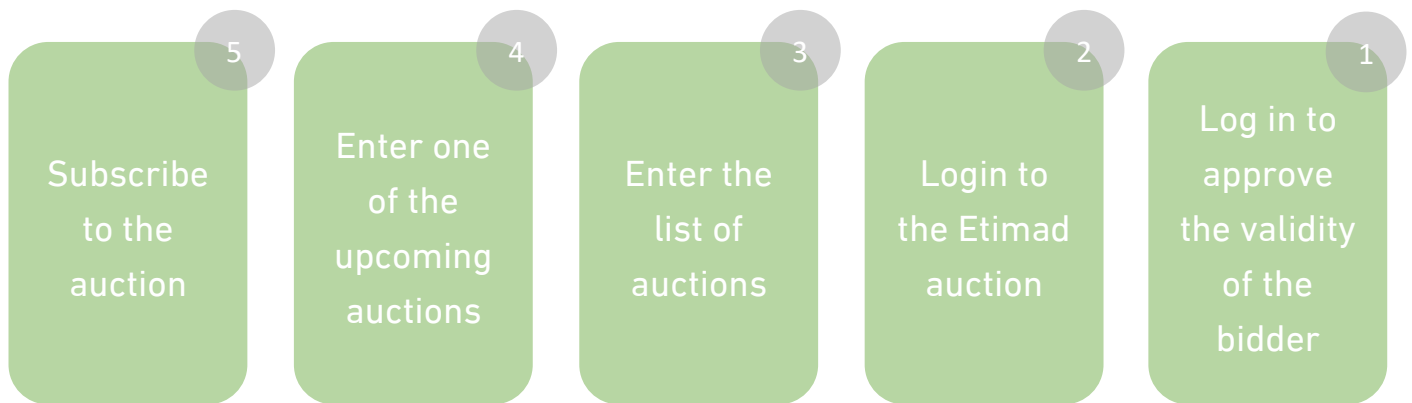 1
Log in to
approve
the validity
of the
bidder
2
Login to
the Etimad
auction
3
Enter the
list of
auctions
4
Enter one
of the
upcoming
auctions
5
Subscribe
to the
auction